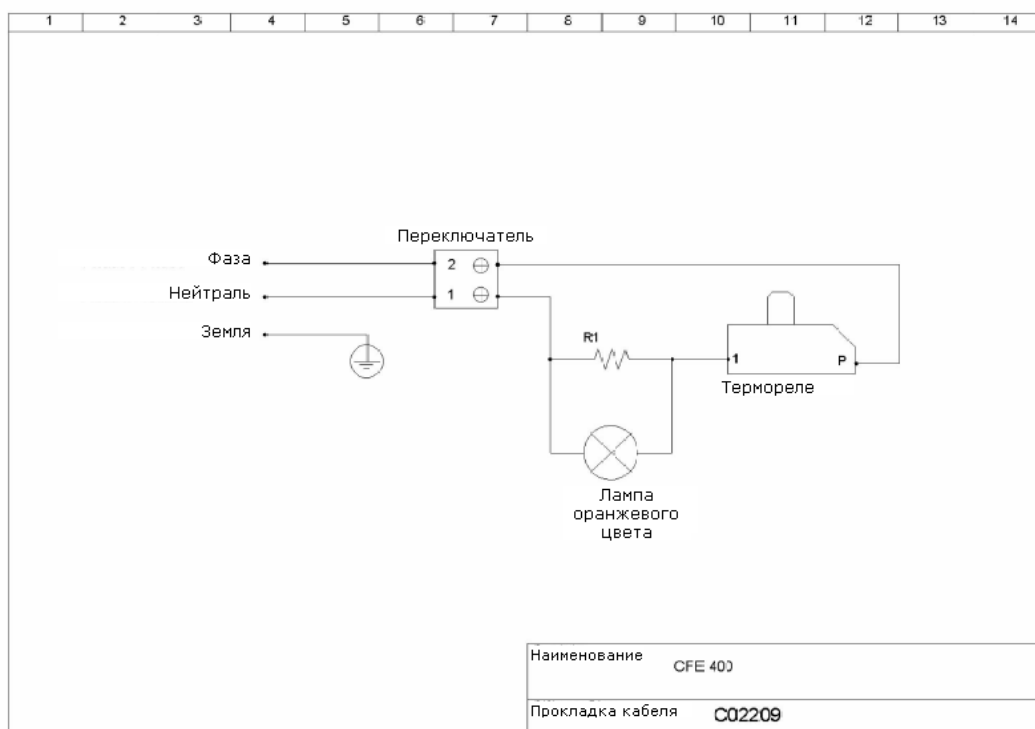 1 2 3 4 5 6 7 8 9 10 11 12 13 14
Переключатель
Фаза
2
Нейтраль
1
Земля
R1
1
P
Термореле
Лампа
оранжевого
цвета
Наименование CFE 400
Прокладка кабеля C02209